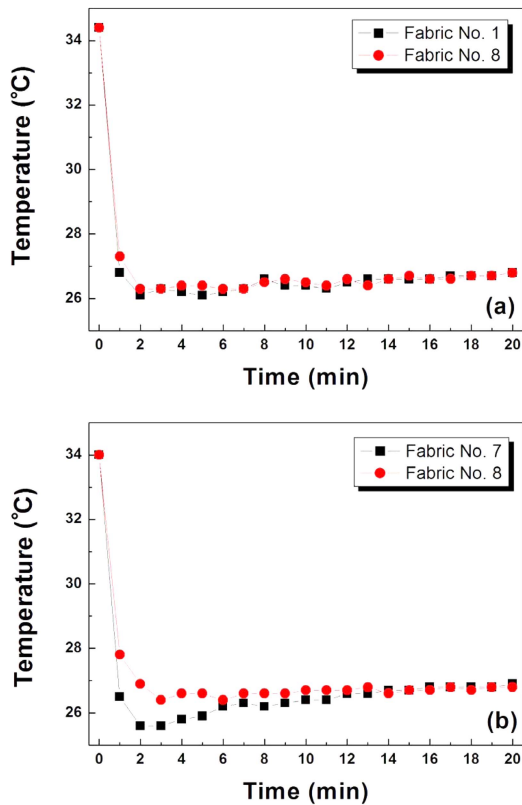 34
32
30
28
26
Temperature (°C)
Fabric No. 1
Fabric No. 8
(a)
0 2 4 6 8 10 12 14 16 18 20
Time (min)
34
32
30
28
26
Temperature (°C)
Fabric No. 7
Fabric No. 8
(b)
0 2 4 6 8 10 12 14 16 18 20
Time (min)